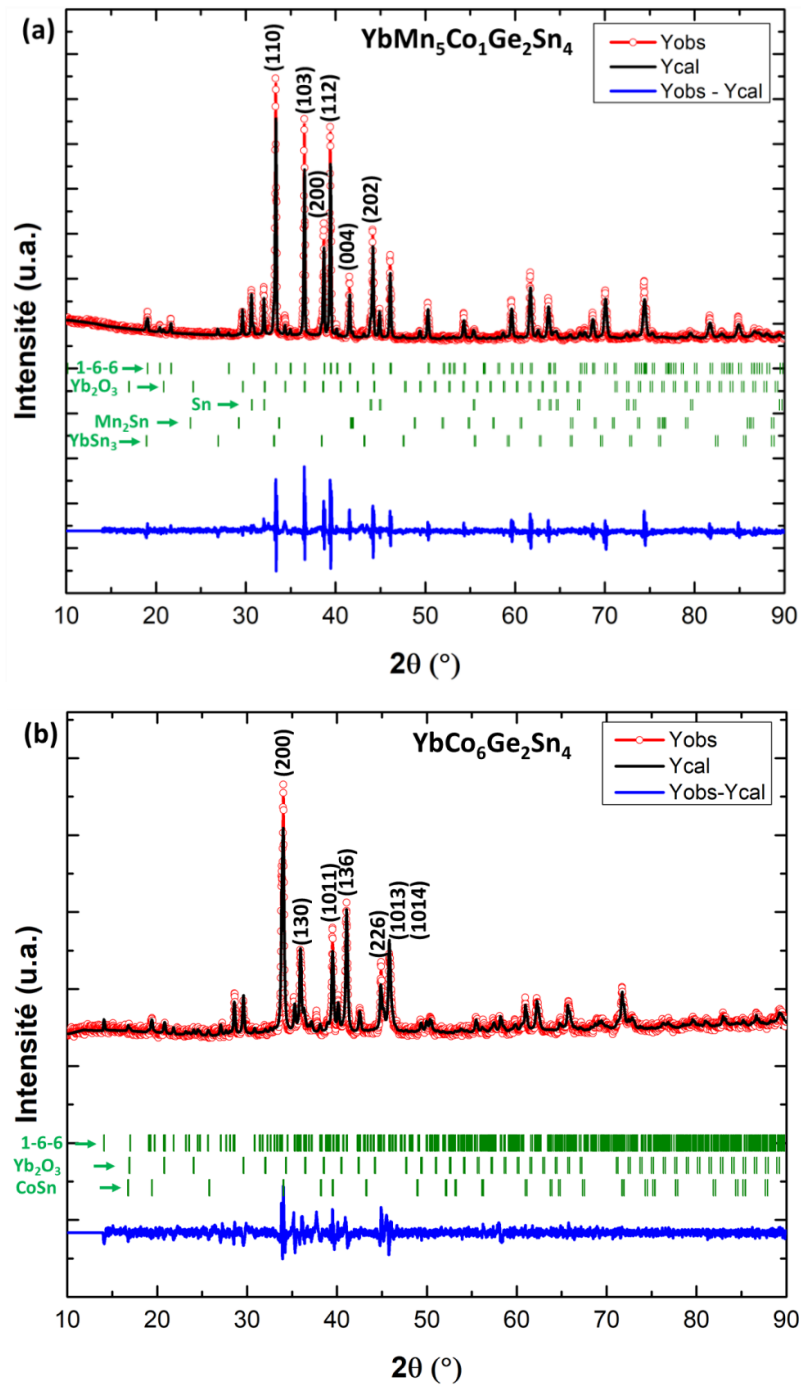 (a)
YbMn₅Co₁Ge₂Sn₄
Yobs
Ycal
Yobs - Ycal
(110)
(103)
(200)
(112)
(004)
(202)
Intensité (u.a.)
1-6-6
Yb₂O₃
Sn
Mn₂Sn
YbSn₃
10 20 30 40 50 60 70 80 90
2θ (°)
(b)
YbCo₆Ge₂Sn₄
Yobs
Ycal
Yobs-Ycal
(200)
(130)
(1011)
(136)
(226)
(1013)
(1014)
Intensité (u.a.)
1-6-6
Yb₂O₃
CoSn
10 20 30 40 50 60 70 80 90
2θ (°)